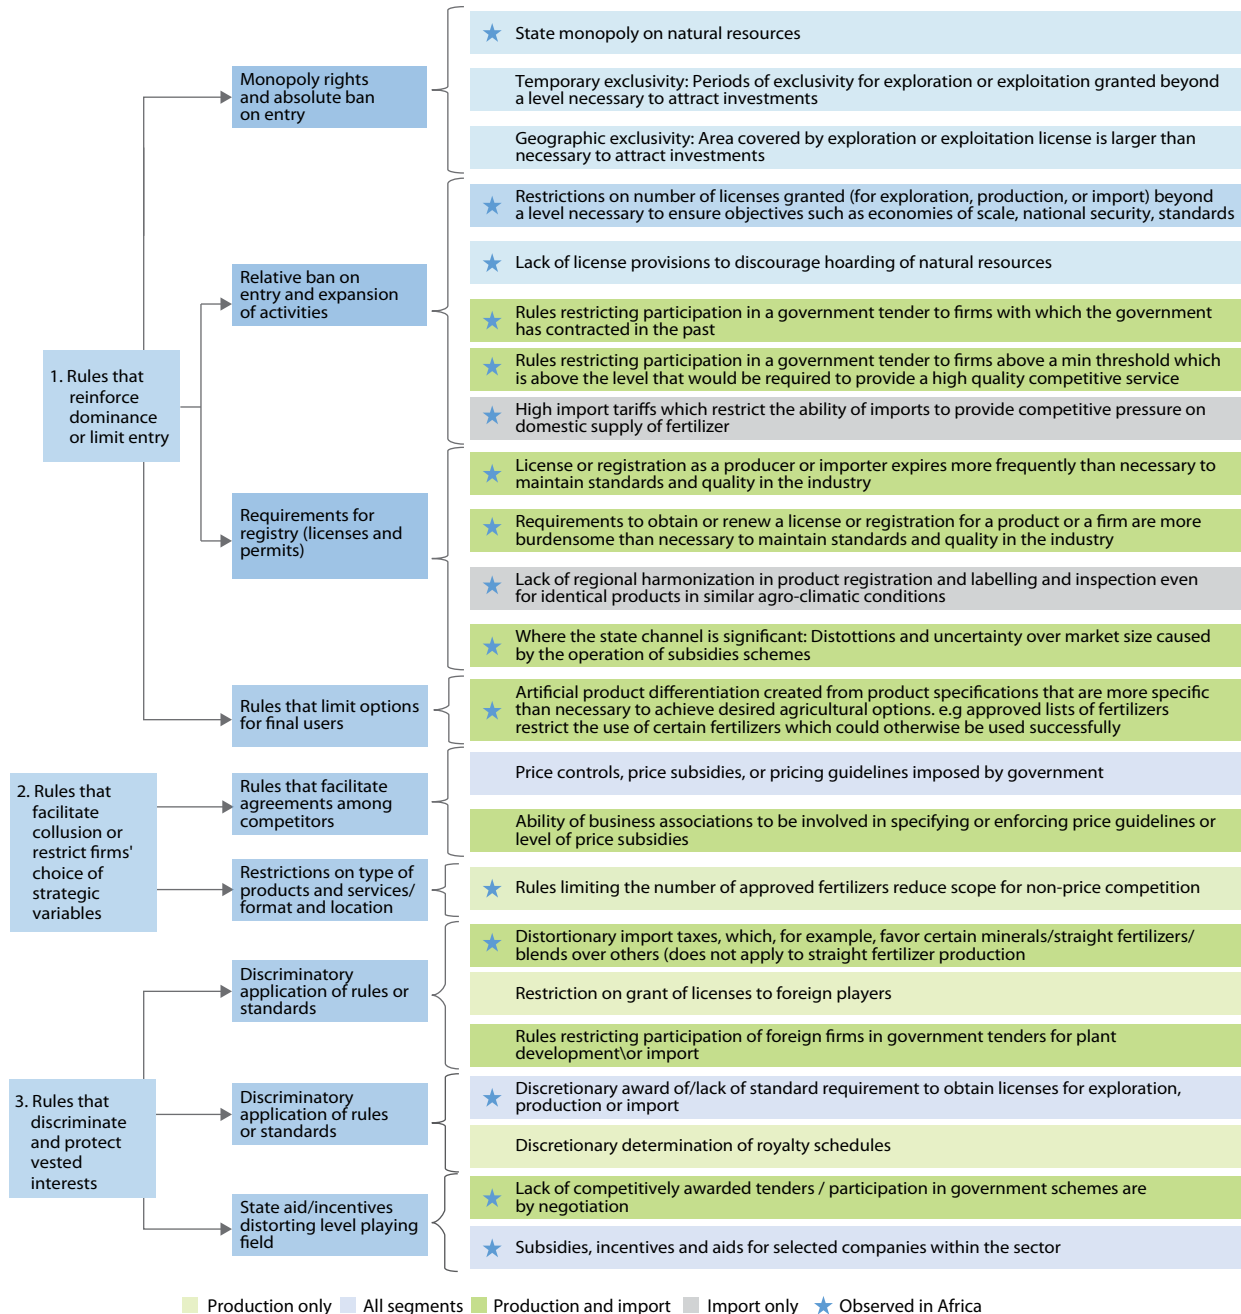 1. Rules that
reinforce
dominance
or limit entry
Monopoly rights
and absolute ban
on entry
State monopoly on natural resources
Temporary exclusivity: Periods of exclusivity for exploration or exploitation granted beyond
a level necessary to attract investments
Geographic exclusivity: Area covered by exploration or exploitation license is larger than
necessary to attract investments
Relative ban on
entry and expansion
of activities
Restrictions on number of licenses granted (for exploration, production, or import) beyond
a level necessary to ensure objectives such as economies of scale, national security, standards
Lack of license provisions to discourage hoarding of natural resources
Rules restricting participation in a government tender to firms with which the government
has contracted in the past
Rules restricting participation in a government tender to firms above a min threshold which
is above the level that would be required to provide a high quality competitive service
High import tariffs which restrict the ability of imports to provide competitive pressure on
domestic supply of fertilizer
Requirements for
registry (licenses and
permits)
License or registration as a producer or importer expires more frequently than necessary to
maintain standards and quality in the industry
Requirements to obtain or renew a license or registration for a product or a firm are more
burdensome than necessary to maintain standards and quality in the industry
Lack of regional harmonization in product registration and labelling and inspection even
for identical products in similar agro-climatic conditions
Where the state channel is significant: Distottions and uncertainty over market size caused
by the operation of subsidies schemes
Rules that limit options
for final users
Artificial product differentiation created from product specifications that are more specific
than necessary to achieve desired agricultural options. e.g approved lists of fertilizers
restrict the use of certain fertilizers which could otherwise be used successfully
2. Rules that
facilitate
collusion or
restrict firms'
choice of
strategic
variables
Rules that facilitate
agreements among
competitors
Price controls, price subsidies, or pricing guidelines imposed by government
Ability of business associations to be involved in specifying or enforcing price guidelines or
level of price subsidies
Restrictions on type of
products and services/
format and location
Rules limiting the number of approved fertilizers reduce scope for non-price competition
3. Rules that
discriminate
and protect
vested
interests
Discriminatory
application of rules or
standards
Distortionary import taxes, which, for example, favor certain minerals/straight fertilizers/
blends over others (does not apply to straight fertilizer production
Restriction on grant of licenses to foreign players
Rules restricting participation of foreign firms in government tenders for plant
development\or import
Discriminatory
application of rules
or standards
Discretionary award of/lack of standard requirement to obtain licenses for exploration,
production or import
Discretionary determination of royalty schedules
State aid/incentives
distorting level playing
field
Lack of competitively awarded tenders / participation in government schemes are
by negotiation
Subsidies, incentives and aids for selected companies within the sector
Production only All segments Production and import Import only Observed in Africa